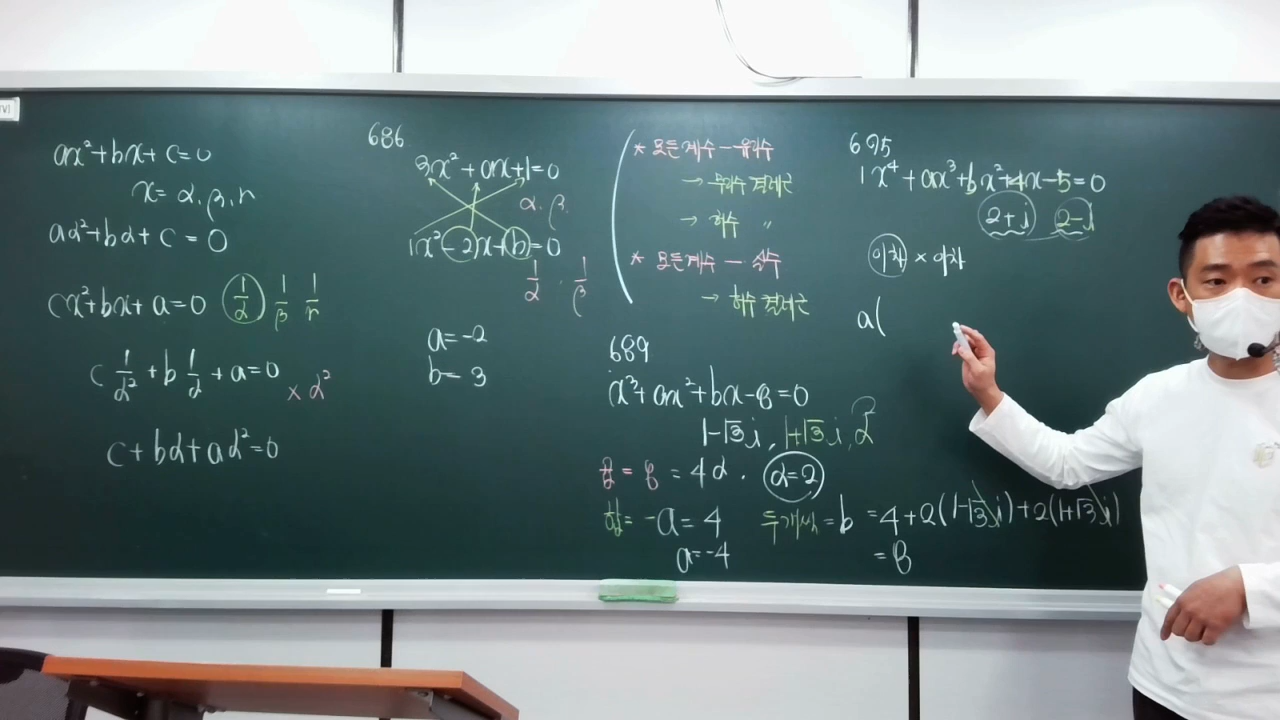 ax²+bx+c=0
x=α,β,r
aα²+bα+c=0
cx²+bx+a=0 1/α 1/β 1/r
c 1/α² +b 1/α +a=0 ×α²
c+bα+aα²=0
686
3x²+ax+1=0
α,β
1x²-2x+b=0
1/α 1/β
a=-2
b=3
* 모든계수-유리수
→무리수 켤레근
→허수 〃
* 모든계수-실수
→허수 켤레근
689
x³+ax²+bx-8=0
1-√3i, 1+√3i, α
곱=8=4α. α=2
합=-a=4
a=-4
두개씩=b=4+2(1-√3i)+2(1+√3i)
=8
695
1x⁴+ax³+bx²+4x-5=0
2+i 2-i
이차×이차
a(